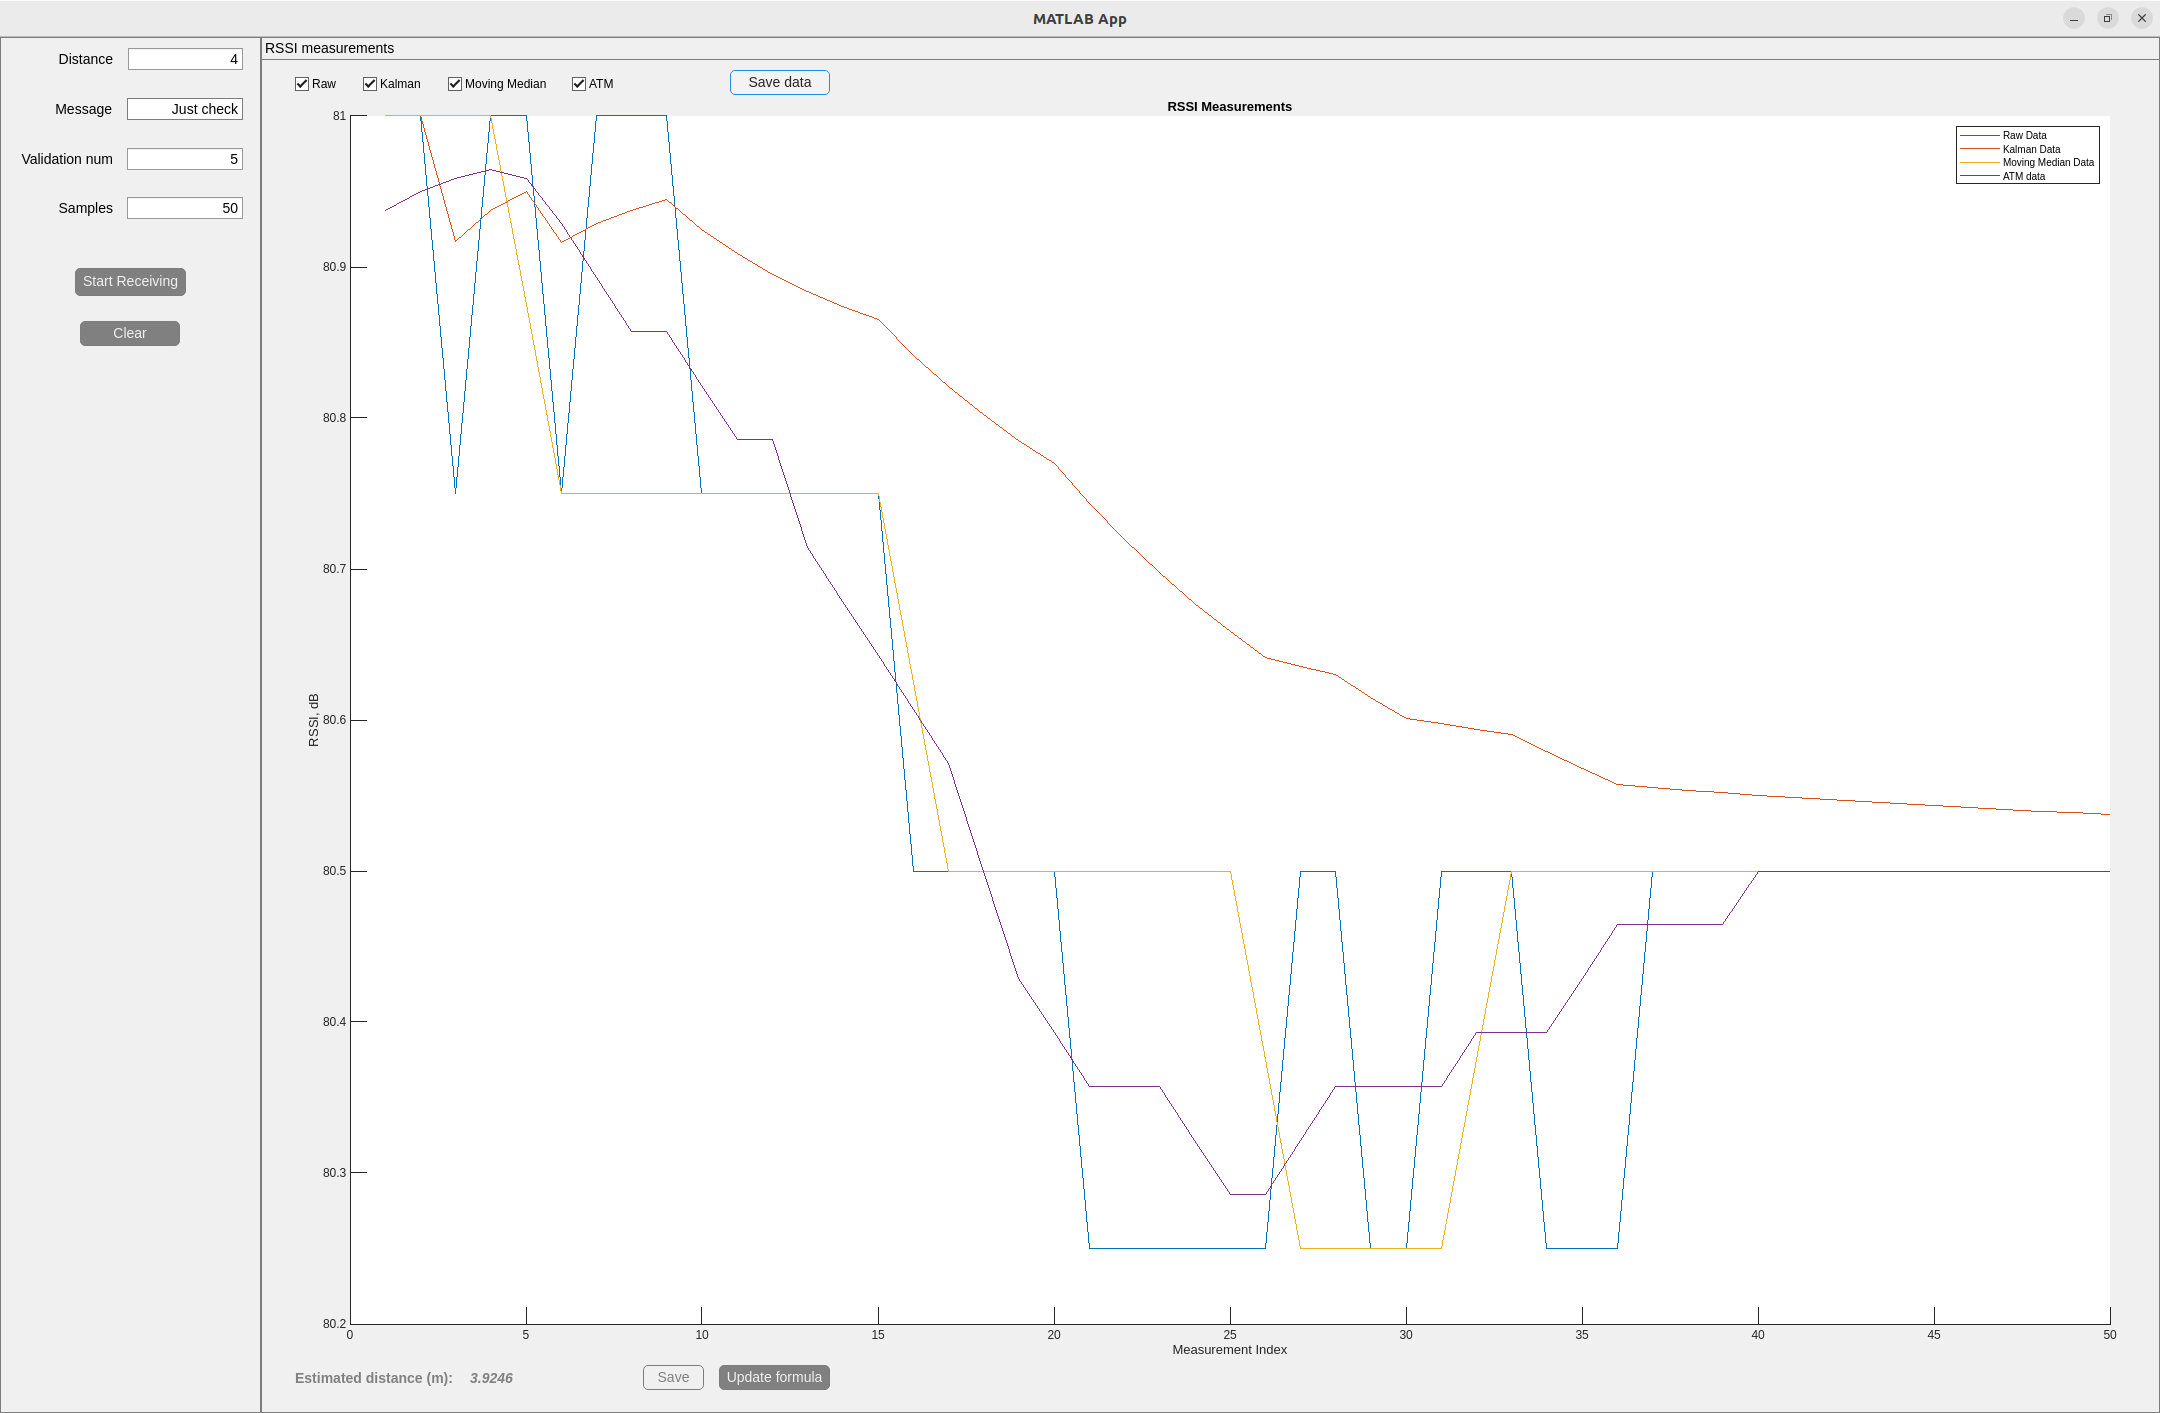 MATLAB App
Distance 4
Message Just check
Validation num 5
Samples 50
Start Receiving
Clear
RSSI measurements
Raw Kalman Moving Median ATM Save data
RSSI Measurements
Raw Data
Kalman Data
Moving Median Data
ATM data
RSSI, dB
81
80.9
80.8
80.7
80.6
80.5
80.4
80.3
80.2
0 5 10 15 20 25 30 35 40 45 50
Measurement Index
Estimated distance (m): 3.9246 Save Update formula